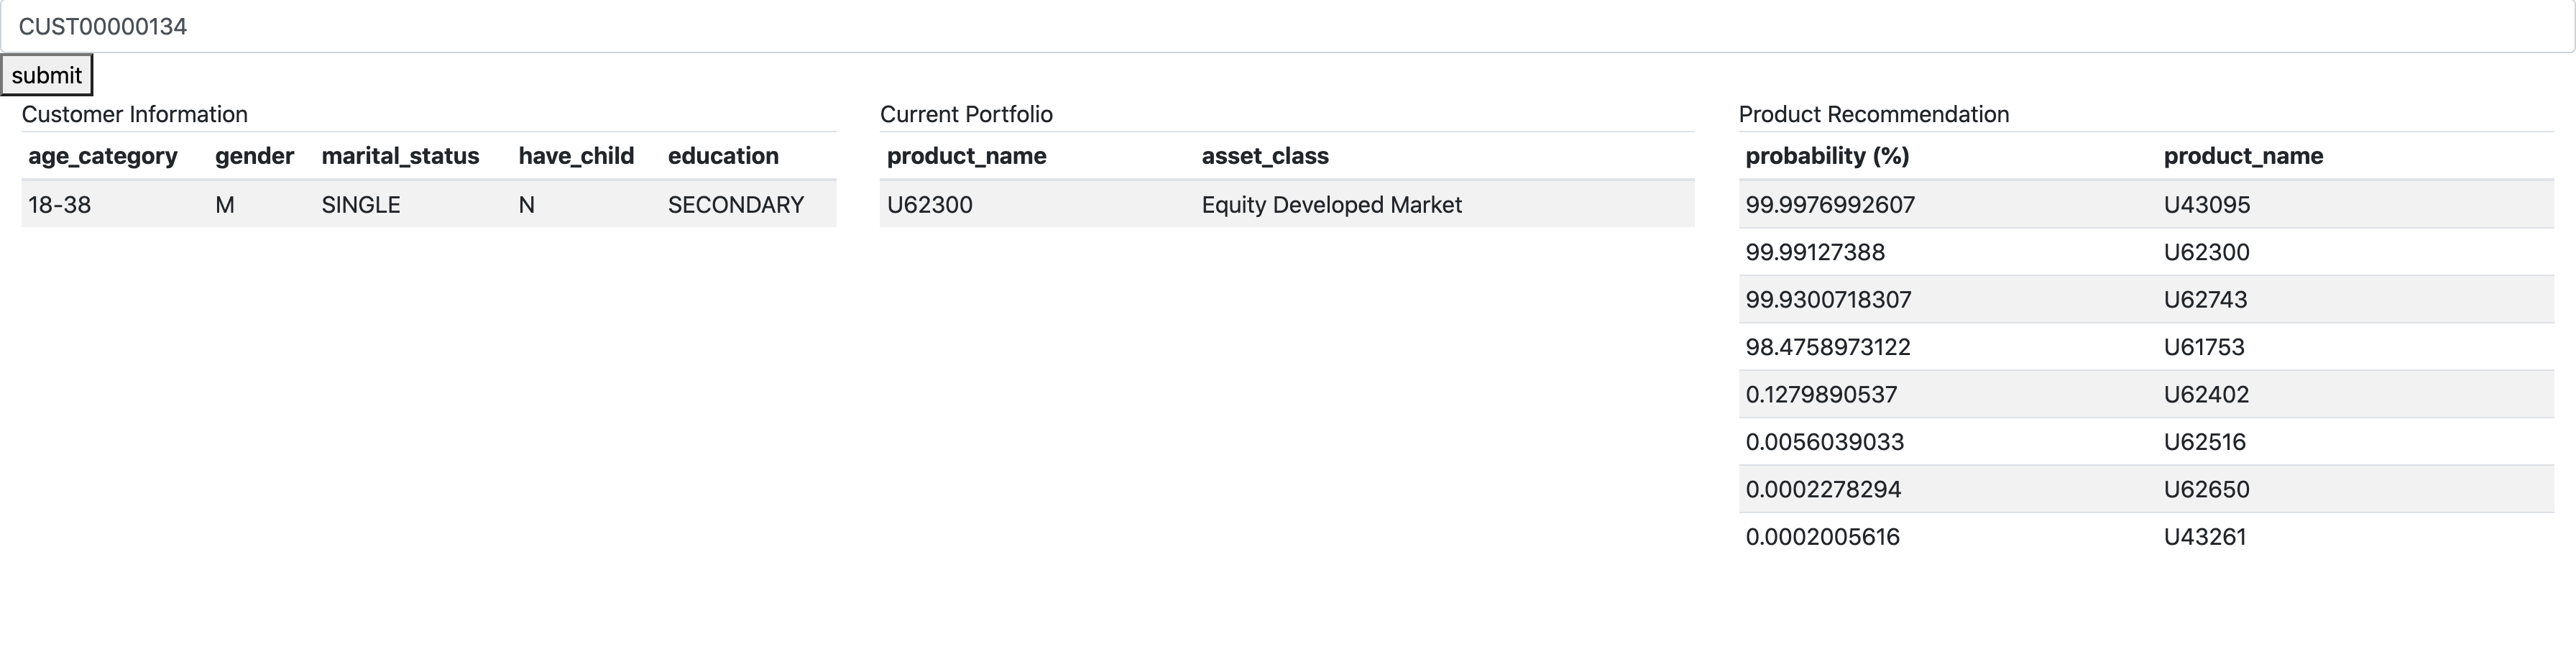 CUST00000134
submit
Customer Information
age_category gender marital_status have_child education
18-38 M SINGLE N SECONDARY
Current Portfolio
product_name asset_class
U62300 Equity Developed Market
Product Recommendation
probability (%) product_name
99.9976992607 U43095
99.99127388 U62300
99.9300718307 U62743
98.4758973122 U61753
0.1279890537 U62402
0.0056039033 U62516
0.0002278294 U62650
0.0002005616 U43261